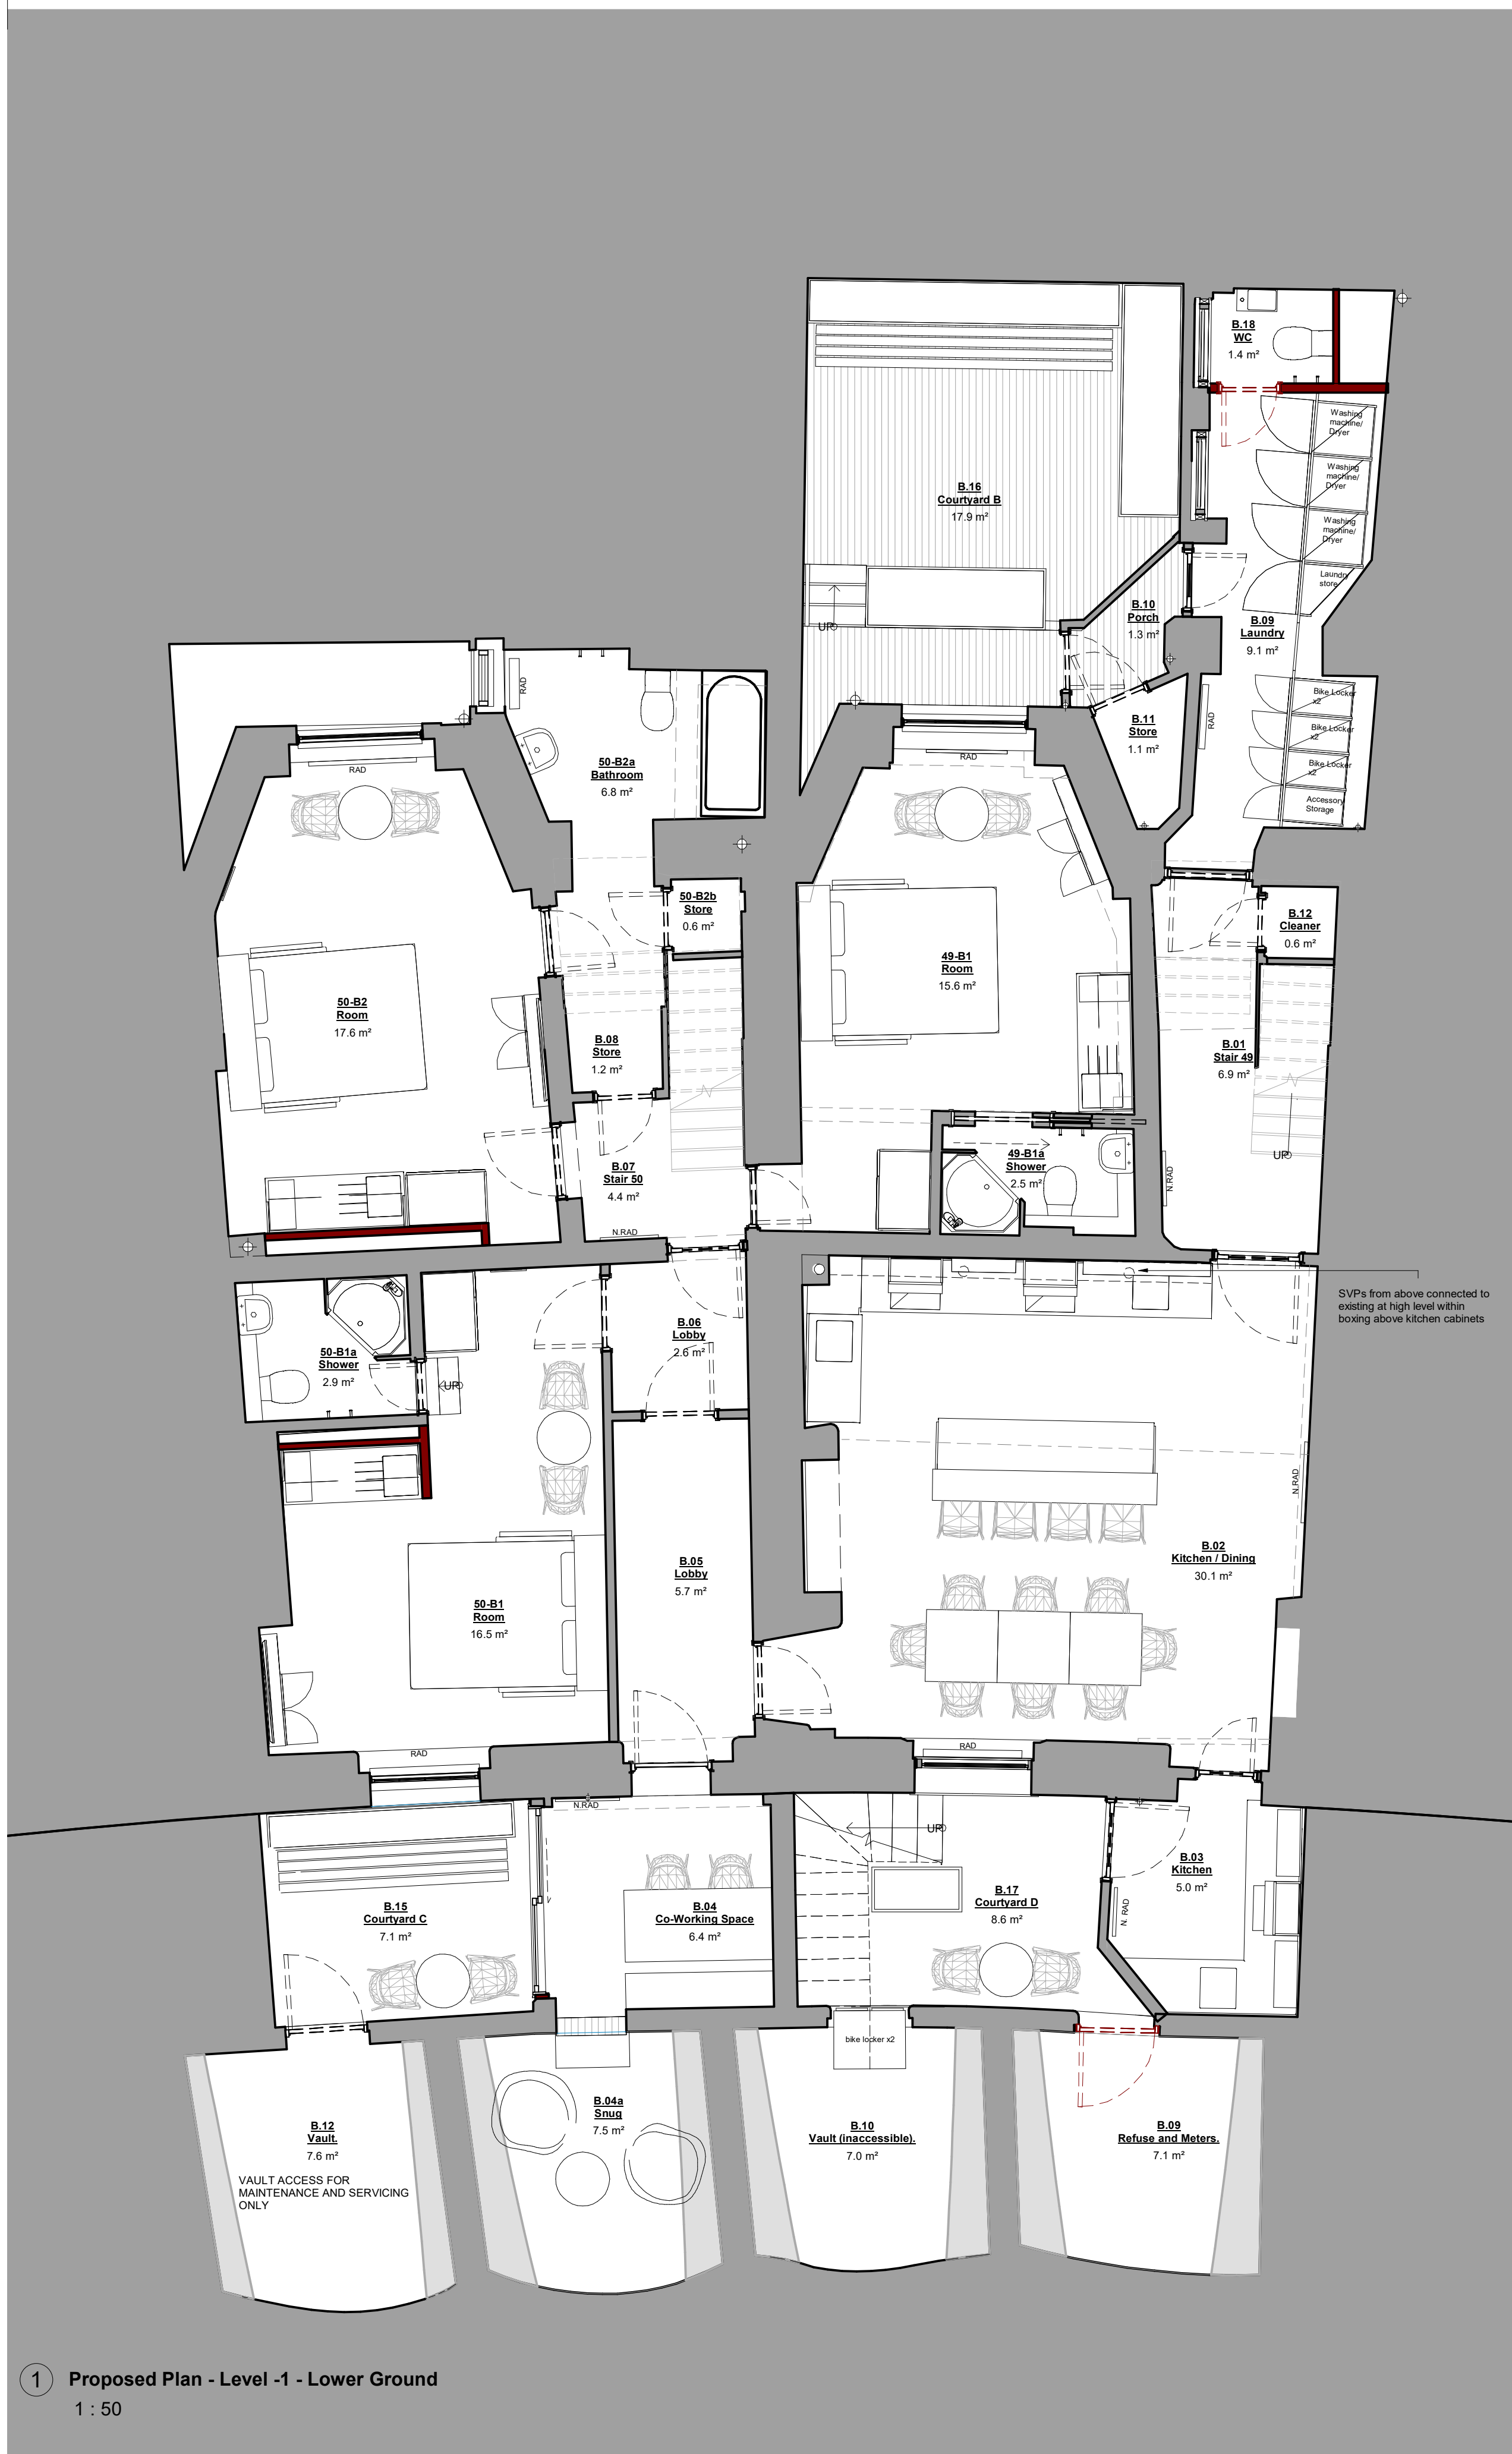 B.18
WC
1.4 m²
Washing
machine/
Dryer
Washing
machine/
Dryer
Washing
machine/
Dryer
Laundry
store
B.16
Courtyard B
17.9 m²
B.10
Porch
1.3 m²
B.09
Laundry
9.1 m²
UP
RAD
Bike Locker
x2
Bike Locker
x2
Bike Locker
x2
Accessory
Storage
B.11
Store
1.1 m²
RAD
RAD
RAD
50-B2a
Bathroom
6.8 m²
50-B2b
Store
0.6 m²
B.12
Cleaner
0.6 m²
49-B1
Room
15.6 m²
50-B2
Room
17.6 m²
B.08
Store
1.2 m²
B.01
Stair 49
6.9 m²
UP
B.07
Stair 50
4.4 m²
49-B1a
Shower
2.5 m²
N.RAD
N.RAD
SVPs from above connected to
existing at high level within
boxing above kitchen cabinets
B.06
Lobby
2.6 m²
50-B1a
Shower
2.9 m²
UP
N.RAD
B.02
Kitchen / Dining
30.1 m²
B.05
Lobby
5.7 m²
50-B1
Room
16.5 m²
RAD
RAD
N.RAD
UP
B.03
Kitchen
5.0 m²
N. RAD
B.17
Courtyard D
8.6 m²
B.15
Courtyard C
7.1 m²
B.04
Co-Working Space
6.4 m²
bike locker x2
B.04a
Snug
7.5 m²
B.12
Vault.
7.6 m²
VAULT ACCESS FOR
MAINTENANCE AND SERVICING
ONLY
B.10
Vault (inaccessible).
7.0 m²
B.09
Refuse and Meters.
7.1 m²
1
Proposed Plan - Level -1 - Lower Ground
1 : 50